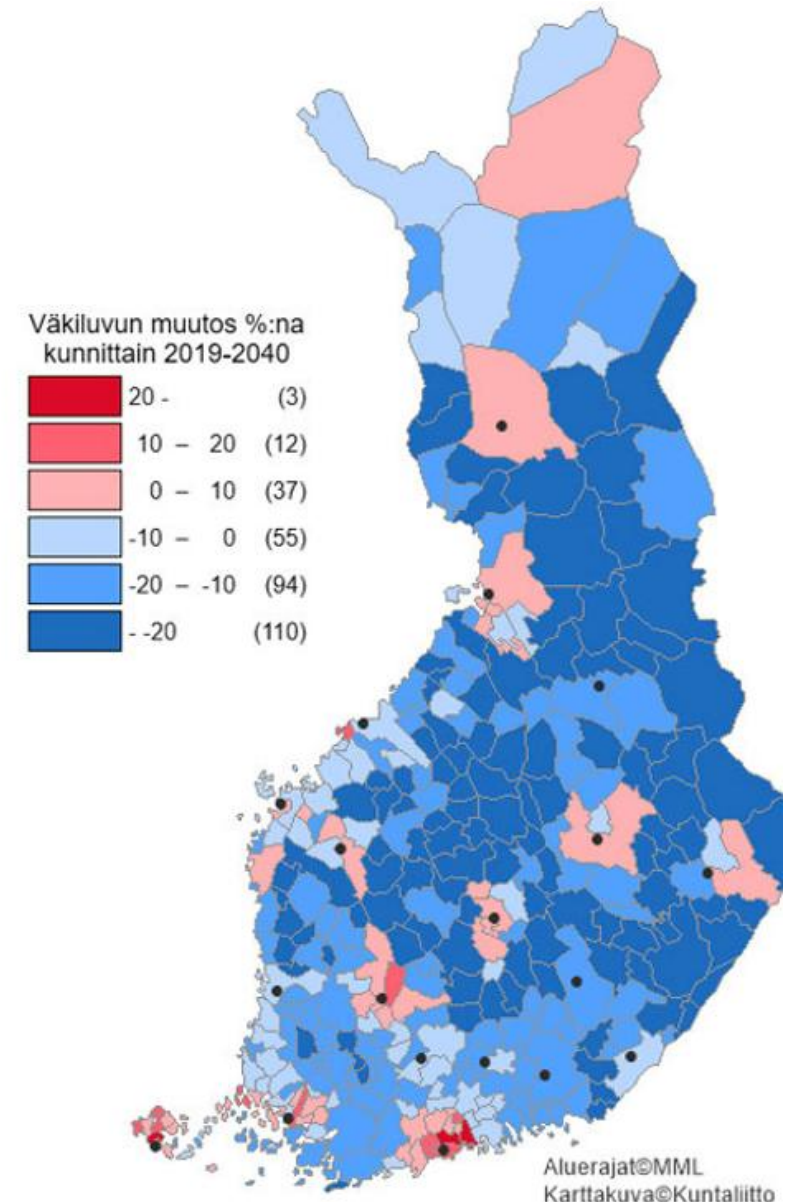 Väkiluvun muutos %:na
kunnittain 2019-2040
20 - (3)
10 – 20 (12)
0 – 10 (37)
-10 – 0 (55)
-20 – -10 (94)
- -20 (110)
Aluerajat©MML
Karttakuva©Kuntaliitto